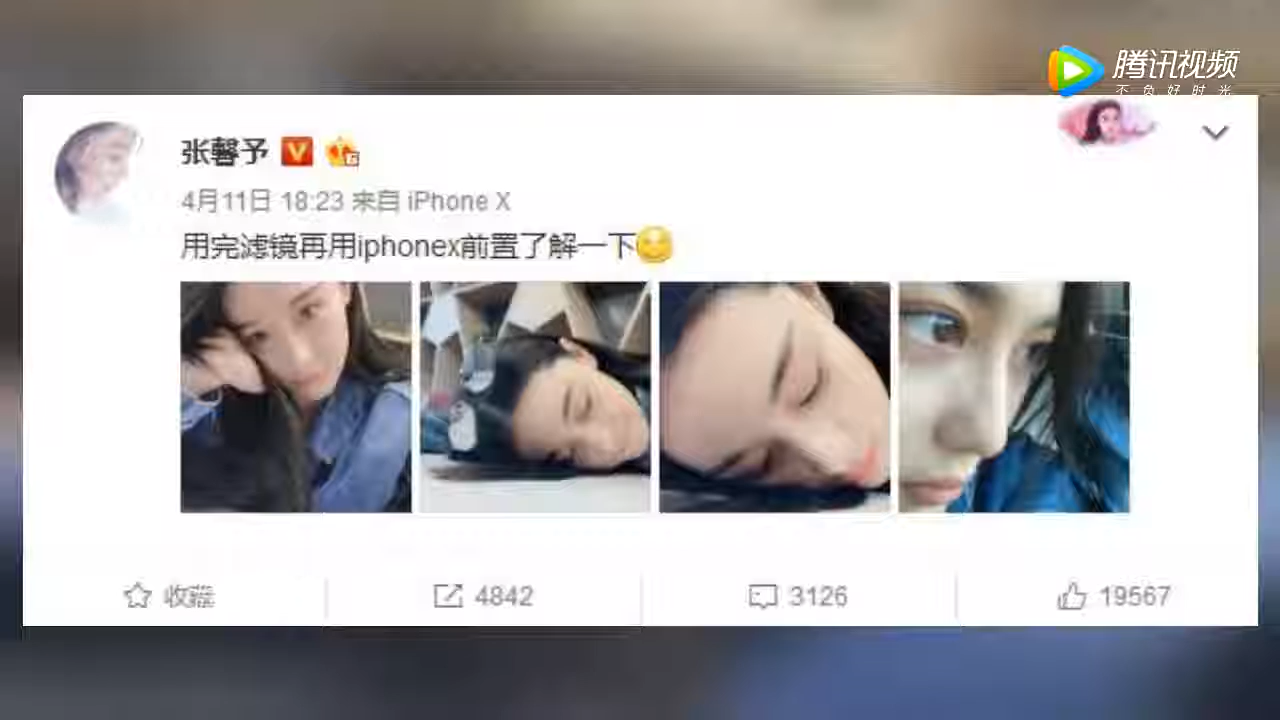 腾讯视频
不负好时光
张馨予
4月11日 18:23 来自 iPhone X
用完滤镜再用iphonex前置了解一下
收藏
4842
3126
19567